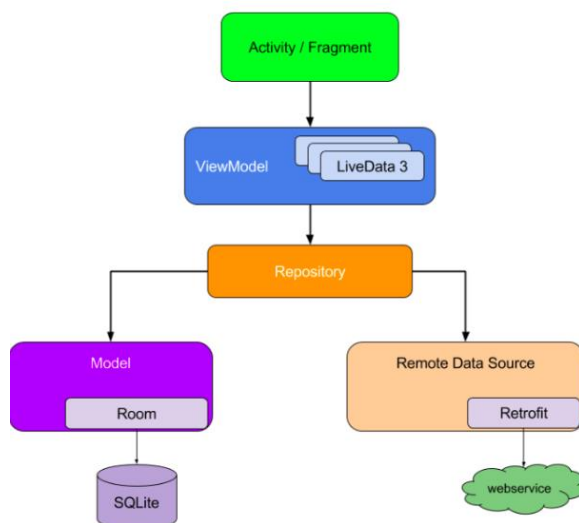 Activity / Fragment
ViewModel
LiveData 3
Repository
Model
Remote Data Source
Room
Retrofit
SQLite
webservice